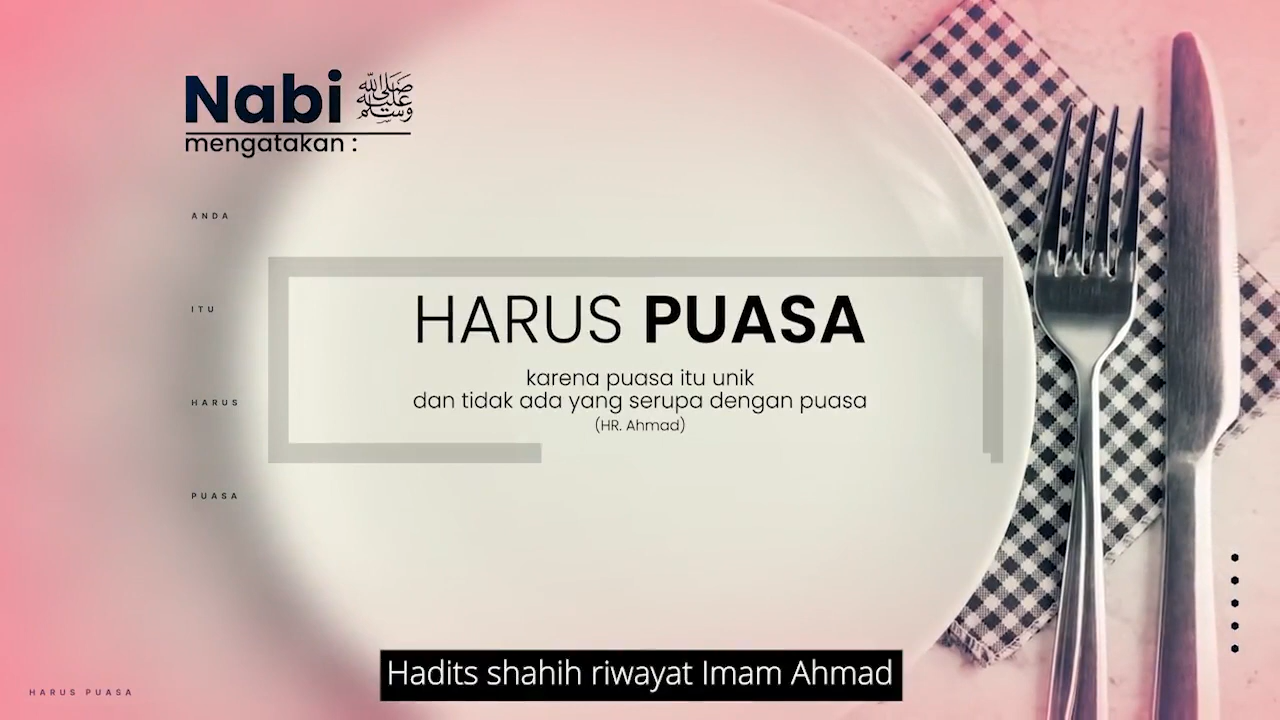 Nabi ﷺ
mengatakan :
ANDA
ITU
HARUS
PUASA
HARUS PUASA
karena puasa itu unik
dan tidak ada yang serupa dengan puasa
(HR. Ahmad)
Hadits shahih riwayat Imam Ahmad
HARUS PUASA